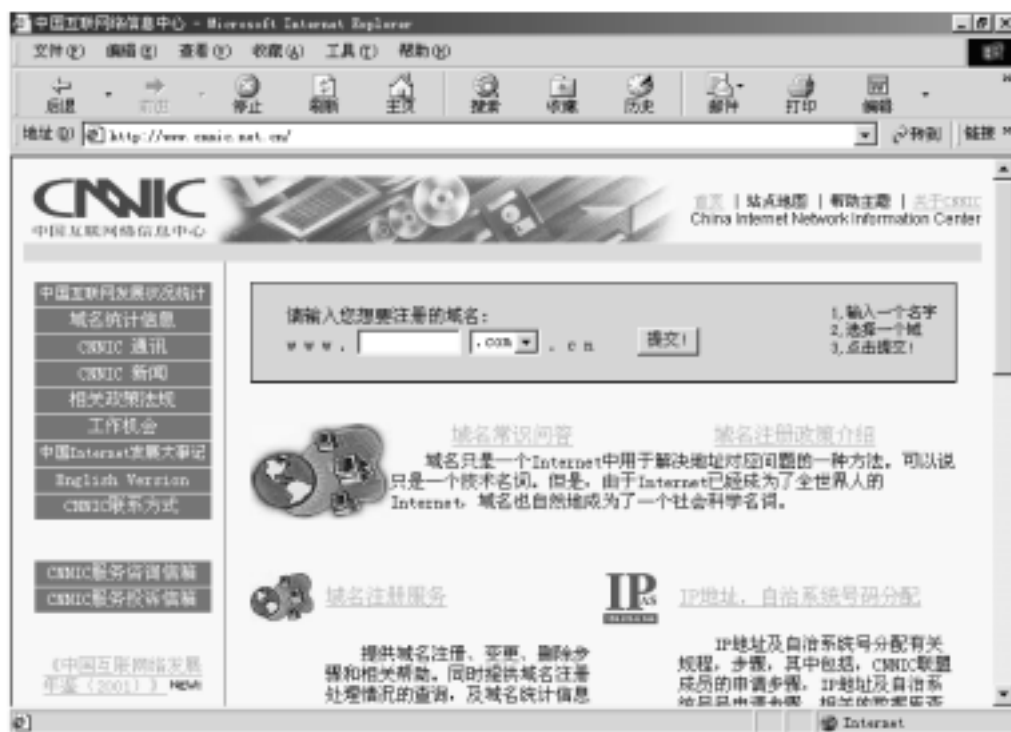 中国互联网络信息中心 - Microsoft Internet Explorer
文件(F) 编辑(E) 查看(V) 收藏(A) 工具(T) 帮助(H)
后退 前进 停止 刷新 主页 搜索 收藏 历史 邮件 打印 编辑
地址(D) http://www.cnnic.net.cn/ 转到 链接
CNNIC
中国互联网络信息中心
首页 | 站点地图 | 帮助主题 | 关于CNNIC
China Internet Network Information Center
中国互联网发展状况统计
域名统计信息
CNNIC 通讯
CNNIC 新闻
相关政策法规
工作机会
中国Internet发展大事记
English Version
CNNIC联系方式
CNNIC服务咨询信箱
CNNIC服务投诉信箱
《中国互联网络发展
年鉴（2001）》 NEW!
请输入您想要注册的域名：
www. .com .cn 提交!
1,输入一个名字
2,选择一个域
3,点击提交!
域名常识问答 域名注册政策介绍
域名只是一个Internet中用于解决地址对应问题的一种方法。可以说
只是一个技术名词。但是，由于Internet已经成为了全世界人的
Internet，域名也自然地成为了一个社会科学名词。
域名注册服务
提供域名注册、变更、删除步
骤和相关帮助。同时提供域名注册
处理情况的查询，及域名统计信息
IP AS
IP地址，自治系统号码分配
IP地址及自治系统号分配有关
规程，步骤，其中包括，CNNIC联盟
成员的申请步骤，IP地址及自治系
统号号申请步骤，相关的数据库查
Internet